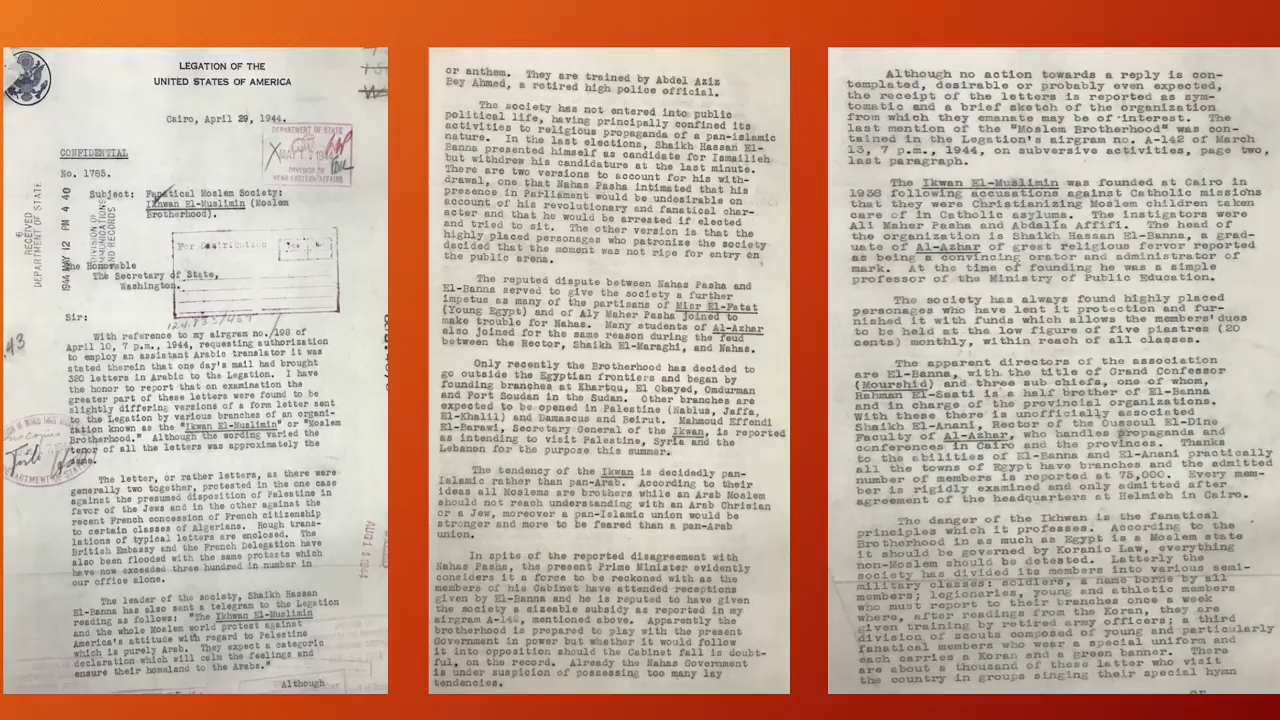 LEGATION OF THE
UNITED STATES OF AMERICA
Cairo, April 29, 1944.
CONFIDENTIAL
DEPARTMENT OF STATE
DIVISION OF
NEAR EASTERN AFFAIRS
No. 1785.
Subject: Fanatical Moslem Society:
Ikhwan El-Muslimin (Moslem
Brotherhood).
RECEIVED
DEPARTMENT OF STATE
1944 MAY 12 PM 4 40
DIVISION OF
COMMUNICATIONS
AND RECORDS
For Distribution
The Honorable
The Secretary of State,
Washington.
Sir:
With reference to my airgram no. 198 of
April 10, 7 p.m., 1944, requesting authorization
to employ an assistant Arabic translator it was
stated therein that one day's mail had brought
320 letters in Arabic to the Legation. I have
the honor to report that on examination the
greater part of these letters were found to be
slightly differing versions of a form letter sent
to the Legation by various branches of an organi-
zation known as the "Ikwan El-Muslimin" or "Moslem
Brotherhood." Although the wording varied the
tenor of all the letters was apparently the
same.
The letter, or rather letters, as there were
generally two together, protested in the one case
against the presumed disposition of Palestine in
favor of the Jews and in the other against the
recent French concession of French citizenship
to certain classes of Algerians. Rough trans-
lations of typical letters are enclosed. The
British Embassy and the French Delegation have
also been flooded with the same protests which
have now exceeded three hundred in number in
our office alone.
The leader of the society, Shaikh Hassan
El-Banna has also sent a telegram to the Legation
reading as follows: "The Ikhwan El-Muslimin
and the whole Moslem world protest against
America's attitude with regard to Palestine
which is purely Arab. They expect a categoric
declaration which will calm the feelings and
ensure their homeland to the Arabs."
Although
or anthem. They are trained by Abdel Aziz
Bey Ahmed, a retired high police official.
The society has not entered into public
political life, having principally confined its
activities to religious propaganda of a pan-islamic
nature. In the last elections, Shaikh Hassan El-
Banna presented himself as candidate for Ismailieh
but withdrew his candidature at the last minute.
There are two versions to account for his with-
drawal, one that Nahas Pasha intimated that his
presence in Parliament would be undesirable on
account of his revolutionary and fanatical char-
acter and that he would be arrested if elected
and tried to sit. The other version is that the
highly placed personages who patronize the society
decided that the moment was not ripe for entry on
the public arena.
The reputed dispute between Nahas Pasha and
El-Banna served to give the society a further
impetus as many of the partisans of Misr El-Fatat
(Young Egypt) and of Aly Maher Pasha joined to
make trouble for Nahas. Many students of Al-Azhar
also joined for the same reason during the feud
between the Rector, Shaikh El-Maraghi, and Nahas.
Only recently the Brotherhood has decided to
go outside the Egyptian frontiers and began by
founding branches at Khartqu, El Obayed, Omdurman
and Port Soudan in the Sudan. Other branches are
expected to be opened in Palestine (Nablus, Jaffa,
El-Khalil) and Damascus and Beirut. Mahmoud Effendi
El-Barawi, Secretary General of the Ikwan, is reported
as intending to visit Palestine, Syria and the
Lebanon for the purpose this summer.
The tendency of the Ikwan is decidedly pan-
Islamic rather than pan-Arab. According to their
ideas all Moslems are brothers while an Arab Moslem
should not reach understanding with an Arab Chrisian
or a Jew, moreover a pan-islamic union would be
stronger and more to be feared than a pan-Arab
union.
In spite of the reported disagreement with
Nahas Pasha, the present Prime Minister evidently
considers it a force to be reckoned with as the
members of his Cabinet have attended receptions
given by El-Banna and he is reputed to have given
the society a sizeable subsidy as reported in my
airgram A-142, mentioned above. Apparently the
brotherhood is prepared to play with the present
Government in power but whether it would follow
it into opposition should the Cabinet fall is doubt-
ful, on the record. Already the Nahas Government
is under suspicion of possessing too many lay
tendencies.
Although no action towards a reply is con-
templated, desirable or probably even expected,
the receipt of the letters is reported as sym-
tomatic and a brief sketch of the organization
from which they emanate may be of interest. The
last mention of the "Moslem Brotherhood" was con-
tained in the Legation's airgram no. A-142 of March
13, 7 p.m., 1944, on subversive activities, page two,
last paragraph.
The Ikwan El-Muslimin was founded at Cairo in
1938 following accusations against Catholic missions
that they were Christianizing Moslem children taken
care of in Catholic asylums. The instigators were
Ali Maher Pasha and Abdalla Affifi. The head of
the organization is Shaikh Hassan El-Banna, a grad-
uate of Al-Azhar of great religious fervor reported
as being a convincing orator and administrator of
mark. At the time of founding he was a simple
professor of the Ministry of Public Education.
The society has always found highly placed
personages who have lent it protection and fur-
nished it with funds which allows the members' dues
to be held at the low figure of five piastres (20
cents) monthly, within reach of all classes.
The apparent directors of the association
are El-Banna, with the title of Grand Confessor
(Mourshid) and three sub chiefs, one of whom,
Rahman El-Saati is a half brother of El-Banna
and in charge of the provincial organizations.
With these there is unofficially associated
Shaikh El-Anani, Rector of the Oussoul El-Dine
Faculty of Al-Azhar, who handles propaganda and
conferences in Cairo and the provinces. Thanks
to the abilities of El-Banna and El-Anani practically
all the towns of Egypt have branches and the admitted
number of members is reported at 75,000. Every mem-
ber is rigidly examined and only admitted after
agreement of the headquarters at Helmieh in Cairo.
The danger of the Ikhwan is the fanatical
principles which it professes. According to the
Brotherhood in as much as Egypt is a Moslem state
it should be governed by Koranic Law, everything
non-Moslem should be detested. Latterly the
society has divided its members into various semi-
military classes: soldiers, a name borne by all
members; legionaries, young and athletic members
who must report to their branches once a week
where, after readings from the Koran, they are
given training by retired army officers; a third
division of scouts composed of young and particularly
fanatical members who wear a special uniform and
each carries a Koran and a green banner. There
are about a thousand of these latter who visit
the country in groups singing their special hymn